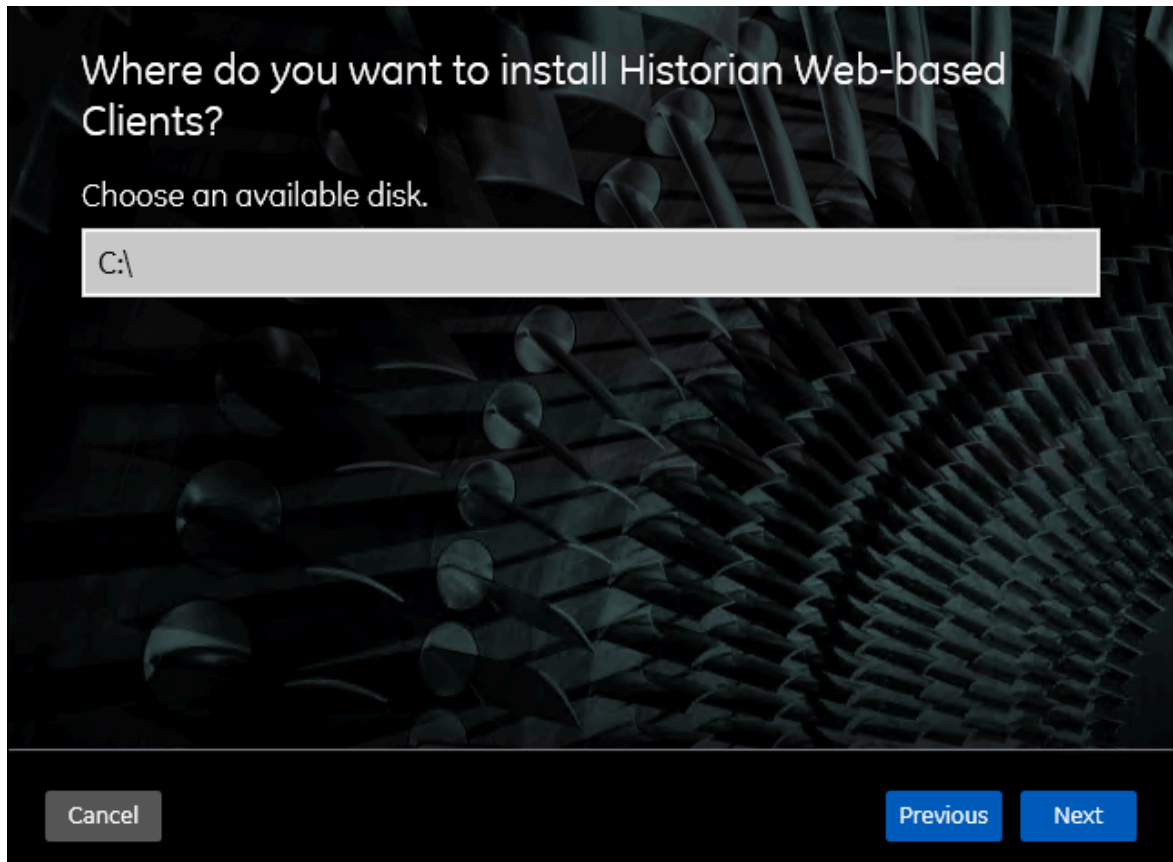 Where do you want to install Historian Web-based
Clients?
Choose an available disk.
C:\
Cancel
Previous
Next